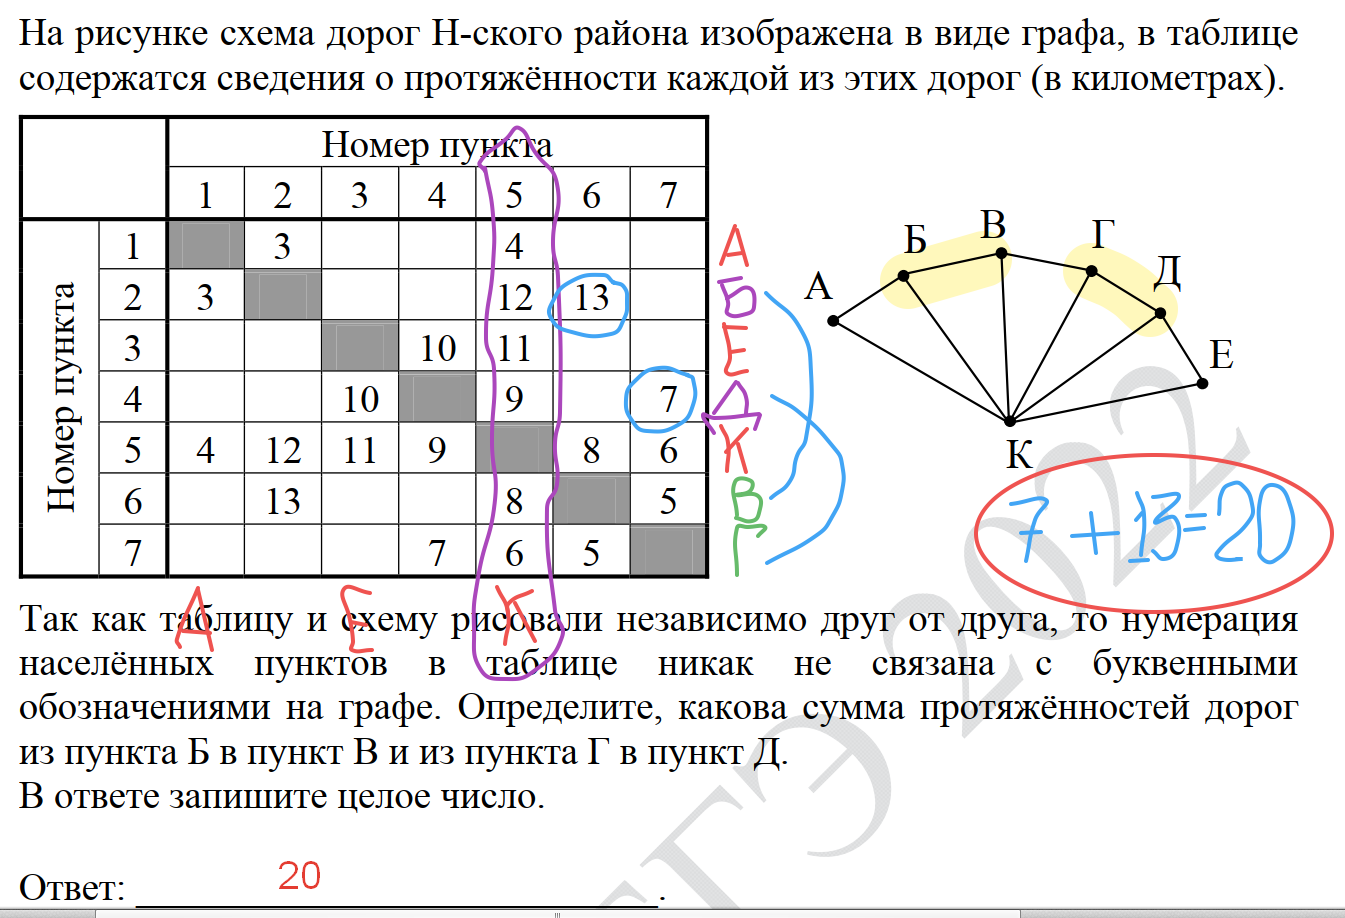 На рисунке схема дорог Н-ского района изображена в виде графа, в таблице
содержатся сведения о протяжённости каждой из этих дорог (в километрах).
Номер пункта
1 2 3 4 5 6 7
Номер пункта
1 3 4
2 3 12 13
3 10 11
4 10 9 7
5 4 12 11 9 8 6
6 13 8 5
7 7 6 5
А
Б
Е
Д
К
В
Г
А Е К
А Б В Г Д Е К
7 + 13 = 20
Так как таблицу и схему рисовали независимо друг от друга, то нумерация
населённых пунктов в таблице никак не связана с буквенными
обозначениями на графе. Определите, какова сумма протяжённостей дорог
из пункта Б в пункт В и из пункта Г в пункт Д.
В ответе запишите целое число.
Ответ: 20.
ЕГЭ 2022